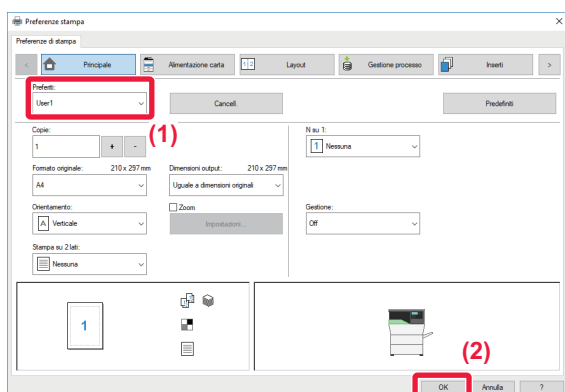 Preferenze stampa
Preferenze di stampa
< Principale Alimentazione carta 1 2 Layout Gestione processo Inserti >
Preferiti:
User1 Cancell. Predefiniti
(1)
Copie: N su 1:
1 + - 1 Nessuna
Formato originale: 210 x 297 mm Dimensioni output: 210 x 297 mm
A4 Uguale a dimensioni originali
Orientamento: Zoom Gestione:
A Verticale Impostazioni... Off
Stampa su 2 lati:
Nessuna
1
(2)
OK Annulla ?